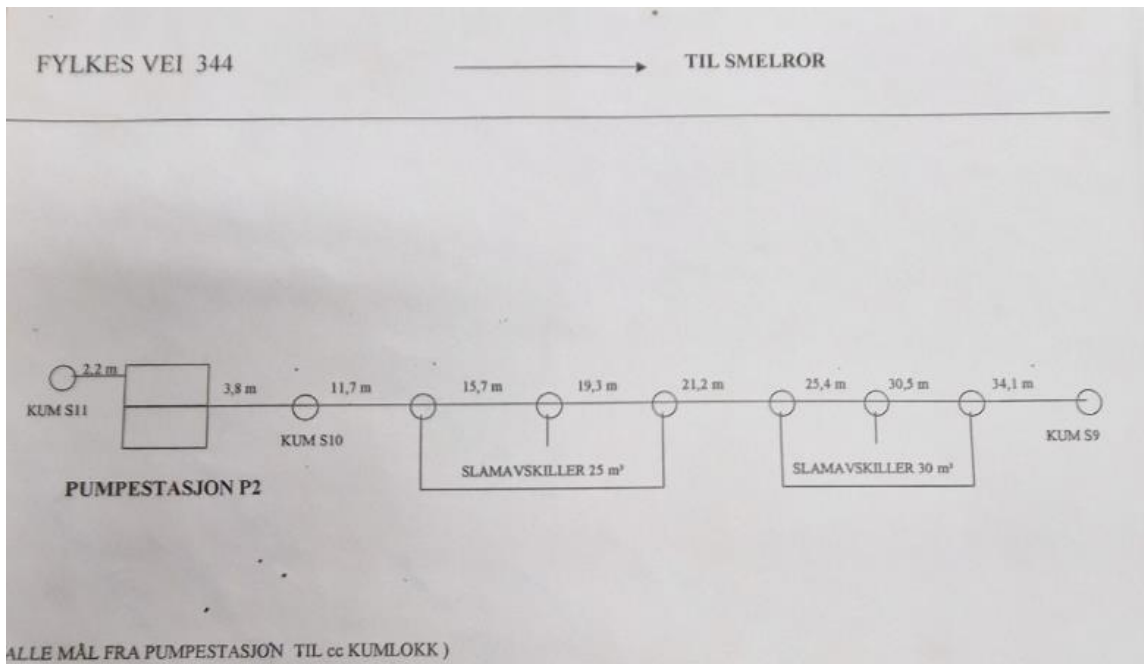 FYLKES VEI 344 TIL SMELROR
2,2 m 3,8 m 11,7 m 15,7 m 19,3 m 21,2 m 25,4 m 30,5 m 34,1 m
KUM S11 KUM S10 KUM S9
SLAMAVSKILLER 25 m³ SLAMAVSKILLER 30 m³
PUMPESTASJON P2
ALLE MÅL FRA PUMPESTASJON TIL cc KUMLOKK )